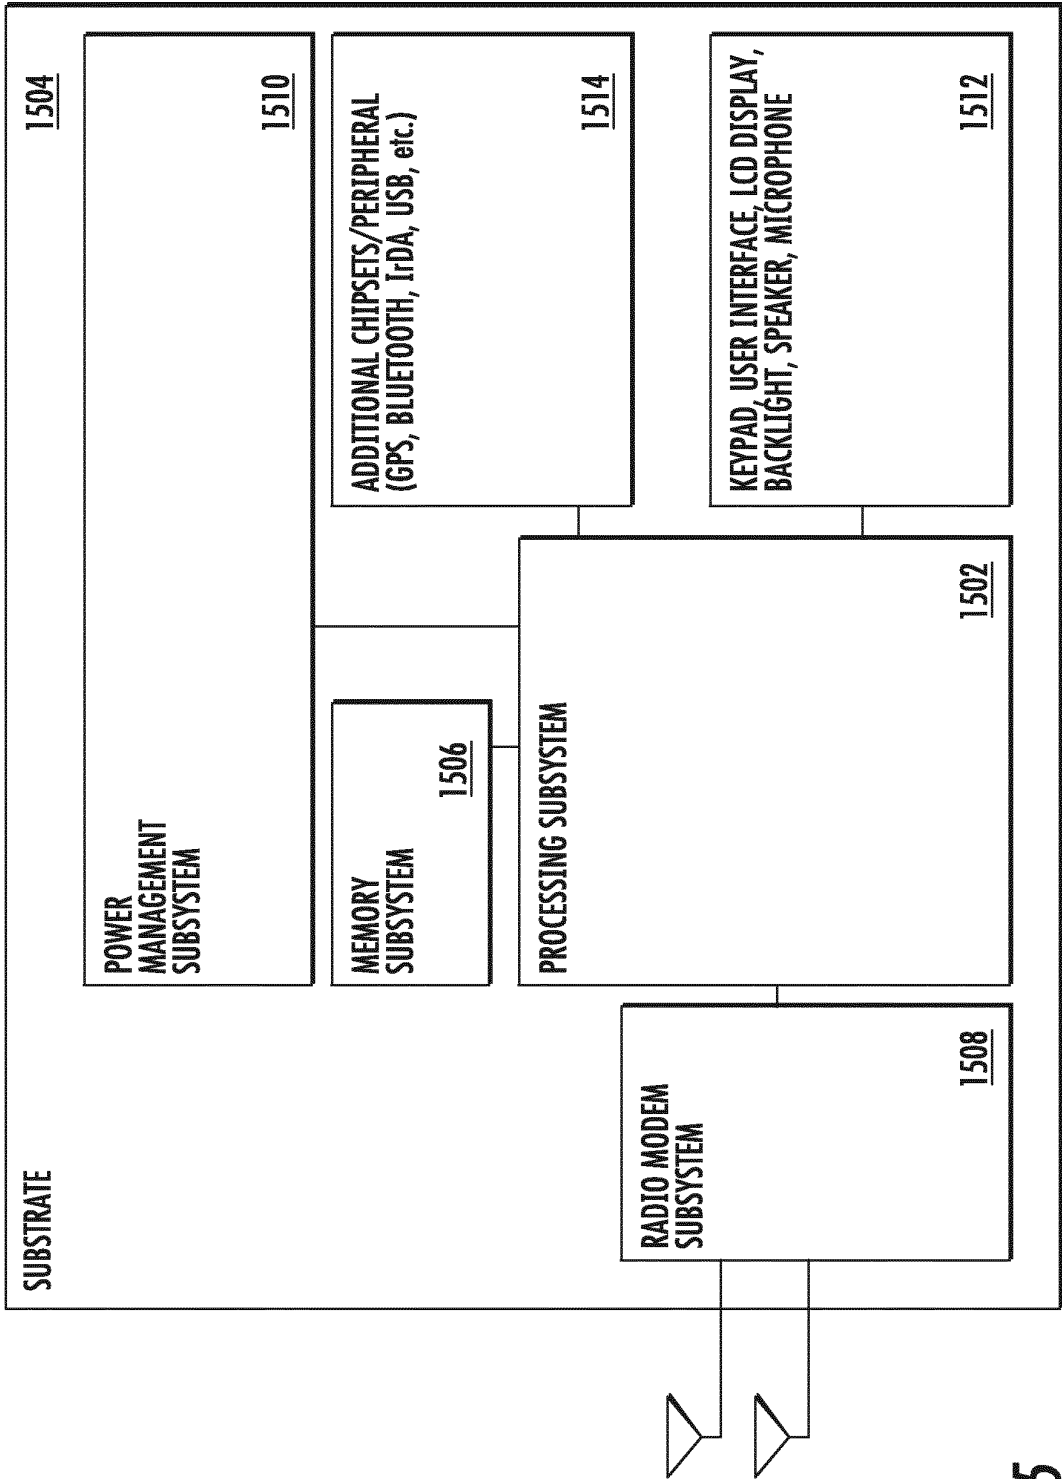 SUBSTRATE
1504
POWER
MANAGEMENT
SUBSYSTEM
1510
MEMORY
SUBSYSTEM
1506
ADDITIONAL CHIPSETS/PERIPHERAL
(GPS, BLUETOOTH, IrDA, USB, etc.)
1514
PROCESSING SUBSYSTEM
1502
RADIO MODEM
SUBSYSTEM
1508
KEYPAD, USER INTERFACE, LCD DISPLAY,
BACKLIGHT, SPEAKER, MICROPHONE
1512